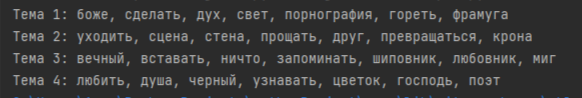 Тема 1: боже, сделать, дух, свет, порнография, гореть, фрамуга
Тема 2: уходить, сцена, стена, прощать, друг, превращаться, крона
Тема 3: вечный, вставать, ничто, запоминать, шиповник, любовник, миг
Тема 4: любить, душа, черный, узнавать, цветок, господь, поэт